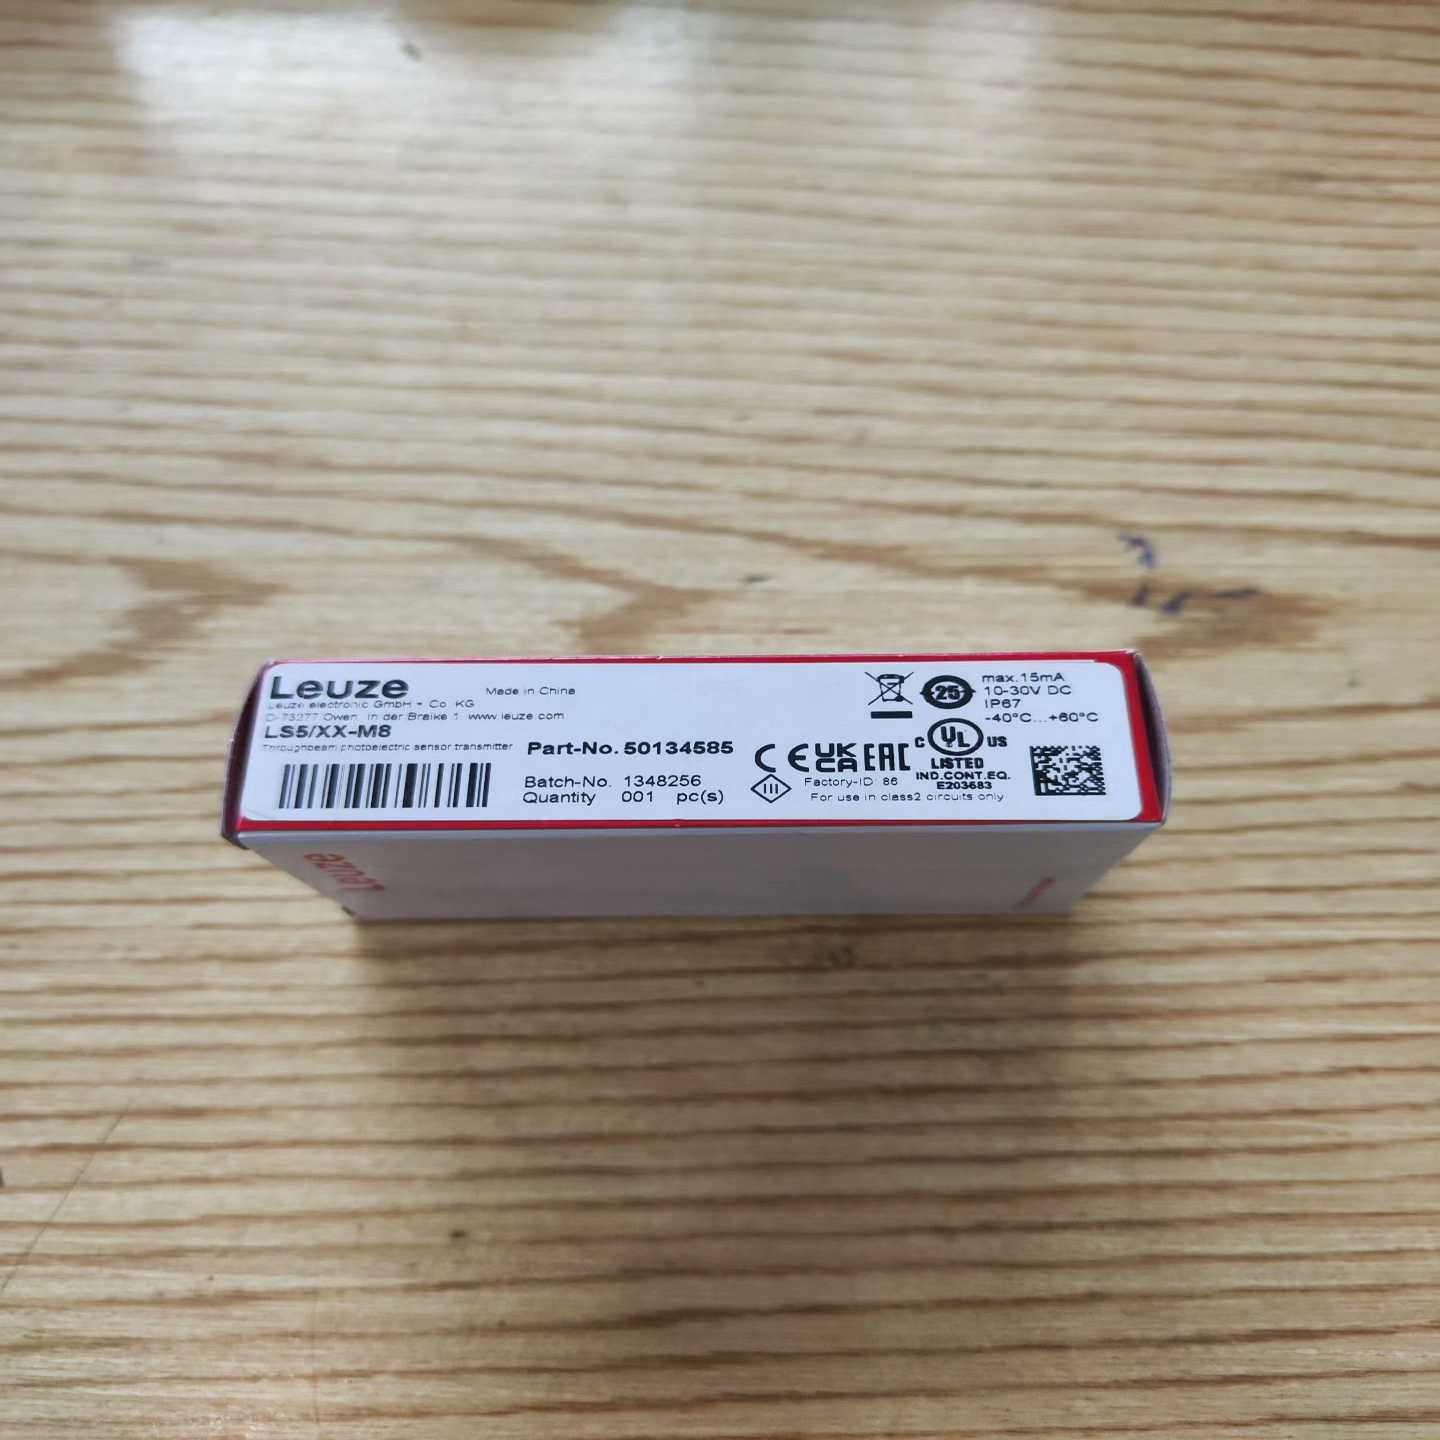 Leuze
Made in China
Leuze electronic GmbH + Co. KG
D-73277 Owen, In der Braike 1 www.leuze.com
LS5/XX-M8
Throughbeam photoelectric sensor transmitter
Part-No. 50134585
Batch-No. 1348256
Quantity 001 pc(s)
CE UK CA EAC
III
Factory-ID: 86
For use in class2 circuits only
25
max.15mA
10-30V DC
IP67
-40°C...+60°C
C UL US
LISTED
IND.CONT.EQ.
E203683
Leuze